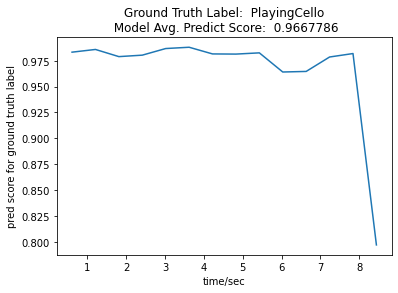 Ground Truth Label:  PlayingCello
Model Avg. Predict Score:  0.9667786
pred score for ground truth label
0.975
0.950
0.925
0.900
0.875
0.850
0.825
0.800
1 2 3 4 5 6 7 8
time/sec